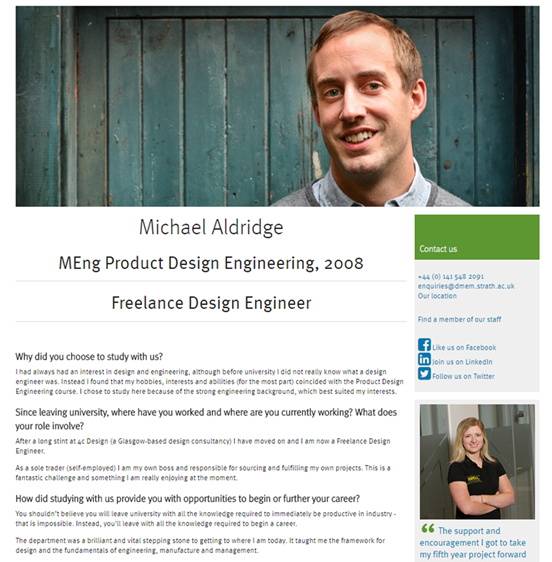 Michael Aldridge
MEng Product Design Engineering, 2008
Freelance Design Engineer
Why did you choose to study with us?
I had always had an interest in design and engineering, although before university I did not really know what a design
engineer was. Instead I found that my hobbies, interests and abilities (for the most part) coincided with the Product Design
Engineering course. I chose to study here because of the strong engineering background, which best suited my interests.
Since leaving university, where have you worked and where are you currently working? What does
your role involve?
After a long stint at 4c Design (a Glasgow-based design consultancy) I have moved on and I am now a Freelance Design
Engineer.
As a sole trader (self-employed) I am my own boss and responsible for sourcing and fulfilling my own projects. This is a
fantastic challenge and something I am really enjoying at the moment.
How did studying with us provide you with opportunities to begin or further your career?
You shouldn't believe you will leave university with all the knowledge required to immediately be productive in industry -
that is impossible. Instead, you'll leave with all the knowledge required to begin a career.
The department was a brilliant and vital stepping stone to getting to where I am today. It taught me the framework for
design and the fundamentals of engineering, manufacture and management.
Contact us
+44 (0) 141 548 2091
enquiries@dmem.strath.ac.uk
Our location
Find a member of our staff
Like us on Facebook
Join us on LinkedIn
Follow us on Twitter
“ The support and
encouragement I got to take
my fifth year project forward